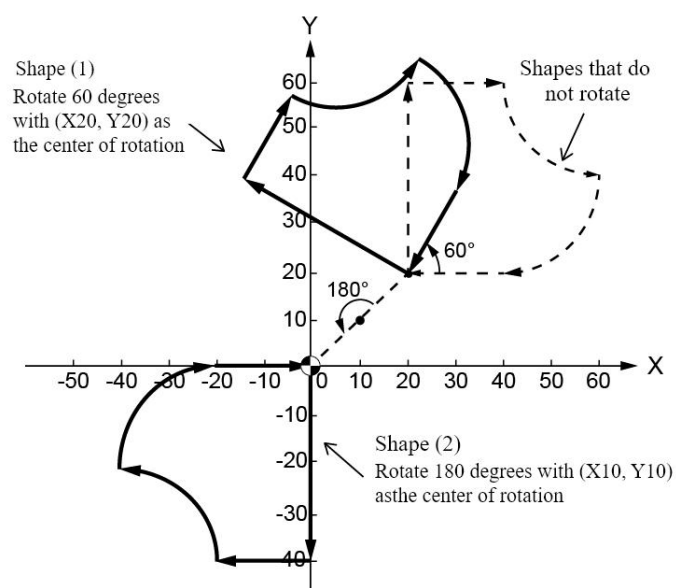 Y
Shape (1)
Rotate 60 degrees
with (X20, Y20) as
the center of rotation
Shapes that do
not rotate
60
50
40
30
20
10
60°
180°
X
-50 -40 -30 -20 -10 0 10 20 30 40 50 60
-10
-20
-30
-40
Shape (2)
Rotate 180 degrees with (X10, Y10)
asthe center of rotation